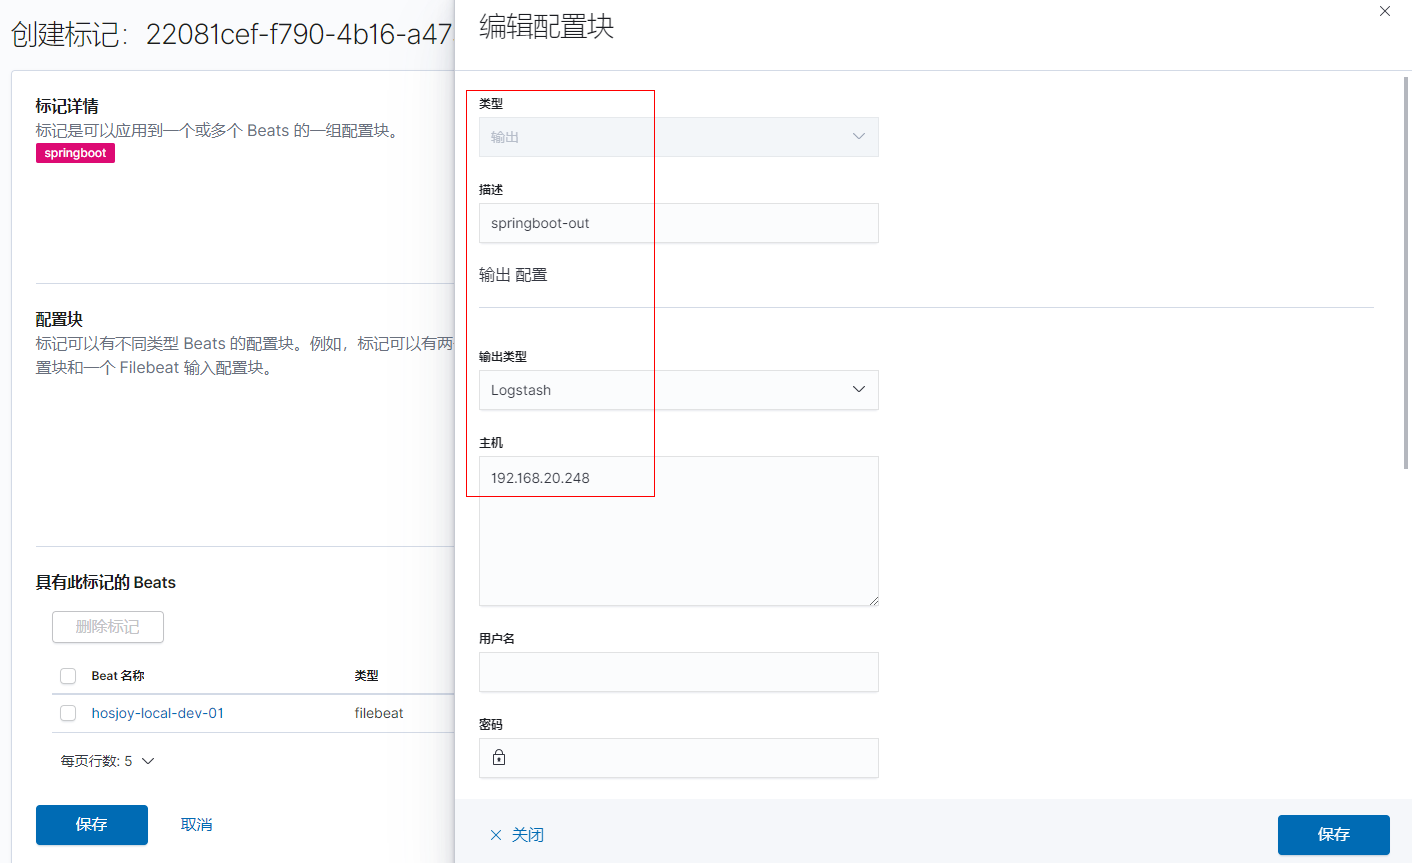 创建标记：22081cef-f790-4b16-a47
标记详情
标记是可以应用到一个或多个 Beats 的一组配置块。
springboot
配置块
标记可以有不同类型 Beats 的配置块。例如，标记可以有两
置块和一个 Filebeat 输入配置块。
具有此标记的 Beats
删除标记
Beat 名称
类型
hosjoy-local-dev-01
filebeat
每页行数: 5
保存
取消
编辑配置块
类型
输出
描述
springboot-out
输出 配置
输出类型
Logstash
主机
192.168.20.248
用户名
密码
关闭
保存